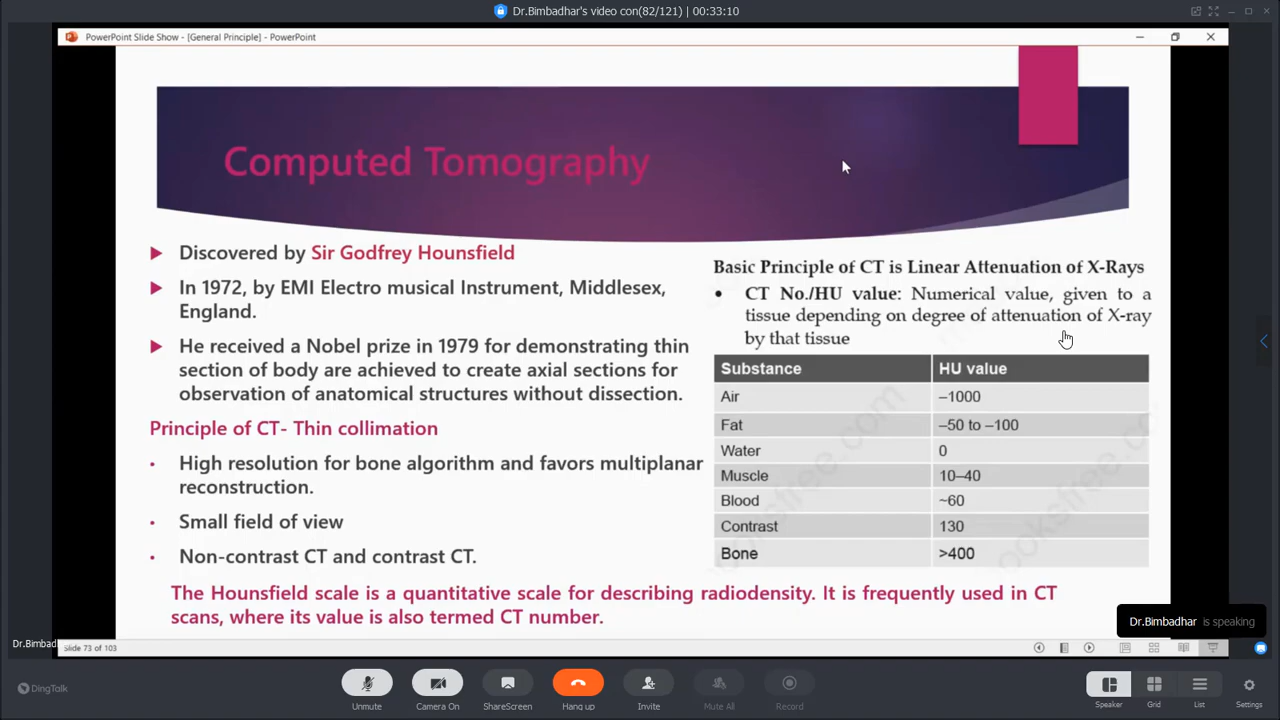 Dr.Bimbadhar's video con(82/121) | 00:33:10
PowerPoint Slide Show - [General Principle] - PowerPoint
Computed Tomography
Discovered by Sir Godfrey Hounsfield
In 1972, by EMI Electro musical Instrument, Middlesex,
England.
He received a Nobel prize in 1979 for demonstrating thin
section of body are achieved to create axial sections for
observation of anatomical structures without dissection.
Principle of CT- Thin collimation
• High resolution for bone algorithm and favors multiplanar
reconstruction.
• Small field of view
• Non-contrast CT and contrast CT.
Basic Principle of CT is Linear Attenuation of X-Rays
• CT No./HU value: Numerical value, given to a
tissue depending on degree of attenuation of X-ray
by that tissue
Substance HU value
Air –1000
Fat –50 to –100
Water 0
Muscle 10–40
Blood ~60
Contrast 130
Bone >400
The Hounsfield scale is a quantitative scale for describing radiodensity. It is frequently used in CT
scans, where its value is also termed CT number.
Dr.Bimbadhar is speaking
Dr.Bimbad
Slide 73 of 103
DingTalk
Unmute
Camera On
ShareScreen
Hang up
Invite
Mute All
Record
Speaker
Grid
List
Settings